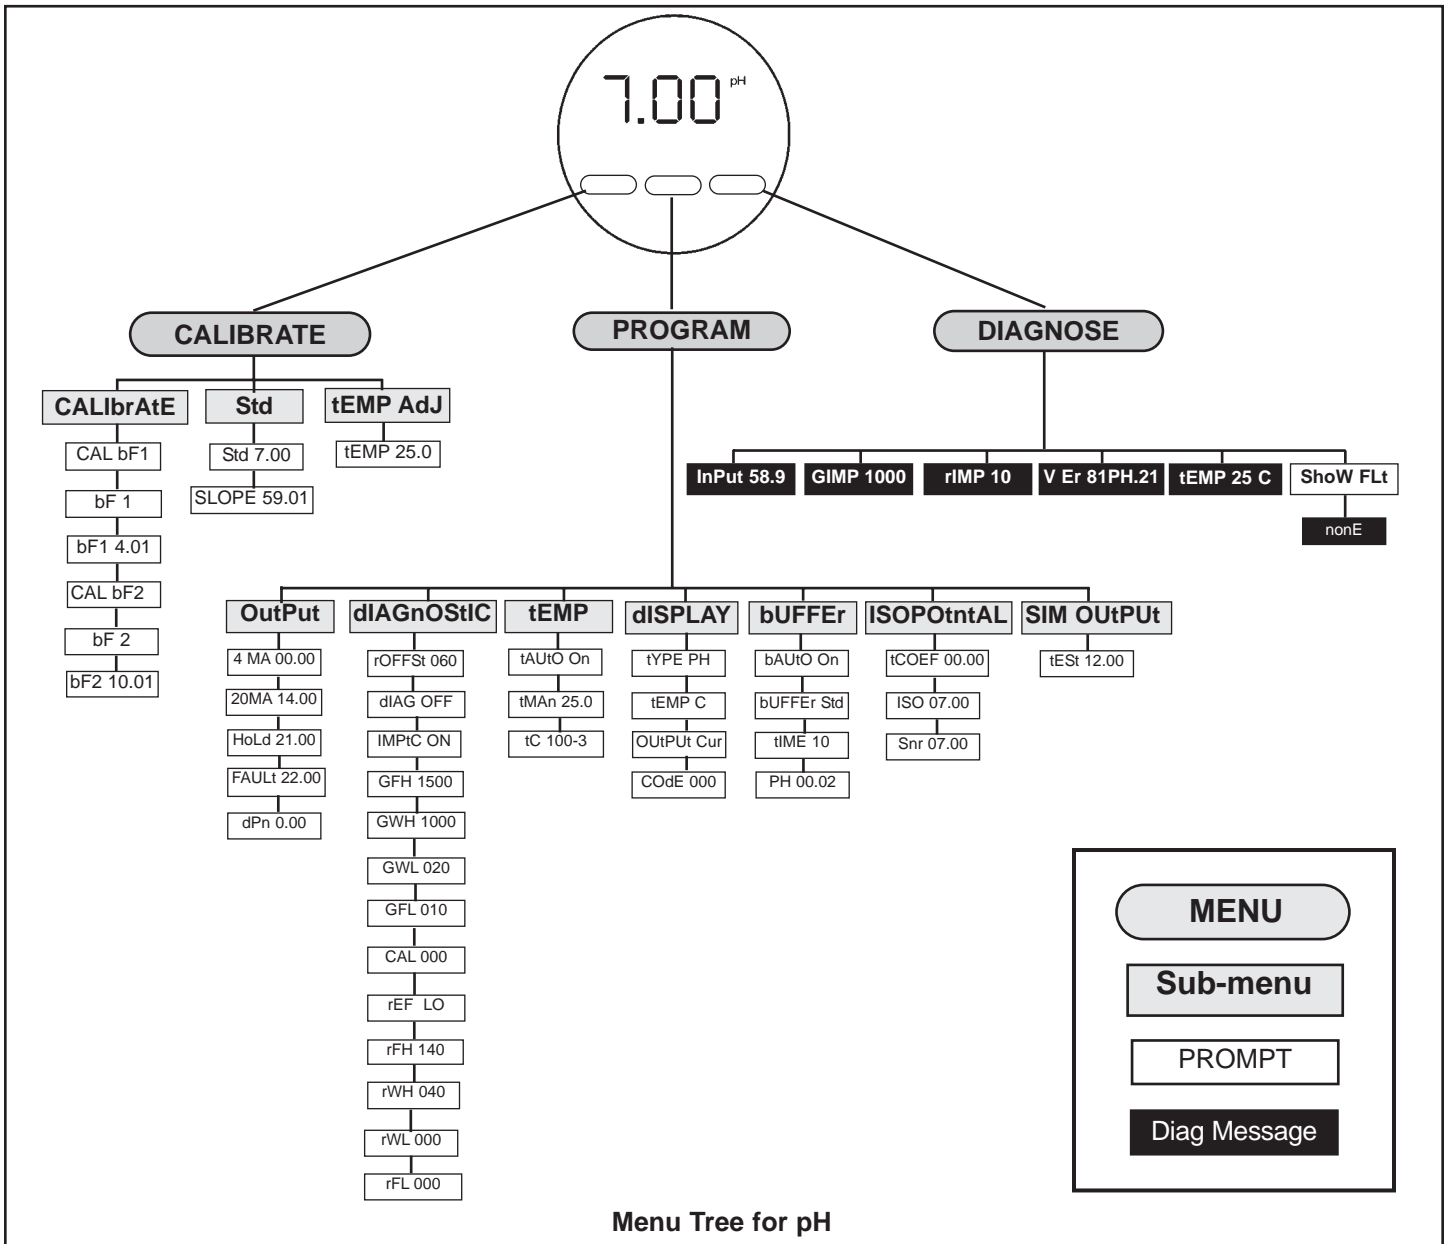 7.00 pH
CALIBRATE
PROGRAM
DIAGNOSE
CALIbrAtE
Std
tEMP AdJ
CAL bF1
bF 1
bF1 4.01
CAL bF2
bF 2
bF2 10.01
Std 7.00
SLOPE 59.01
tEMP 25.0
InPut 58.9
GIMP 1000
rIMP 10
V Er 81PH.21
tEMP 25 C
ShoW FLt
nonE
OutPut
dIAGnOStIC
tEMP
dISPLAY
bUFFEr
ISOPOtntAL
SIM OUtPUt
4 MA 00.00
20MA 14.00
HoLd 21.00
FAULt 22.00
dPn 0.00
rOFFSt 060
dIAG OFF
IMPtC ON
GFH 1500
GWH 1000
GWL 020
GFL 010
CAL 000
rEF LO
rFH 140
rWH 040
rWL 000
rFL 000
tAUtO On
tMAn 25.0
tC 100-3
tYPE PH
tEMP C
OUtPUt Cur
COdE 000
bAUtO On
bUFFEr Std
tIME 10
PH 00.02
tCOEF 00.00
ISO 07.00
Snr 07.00
tESt 12.00
MENU
Sub-menu
PROMPT
Diag Message
Menu Tree for pH